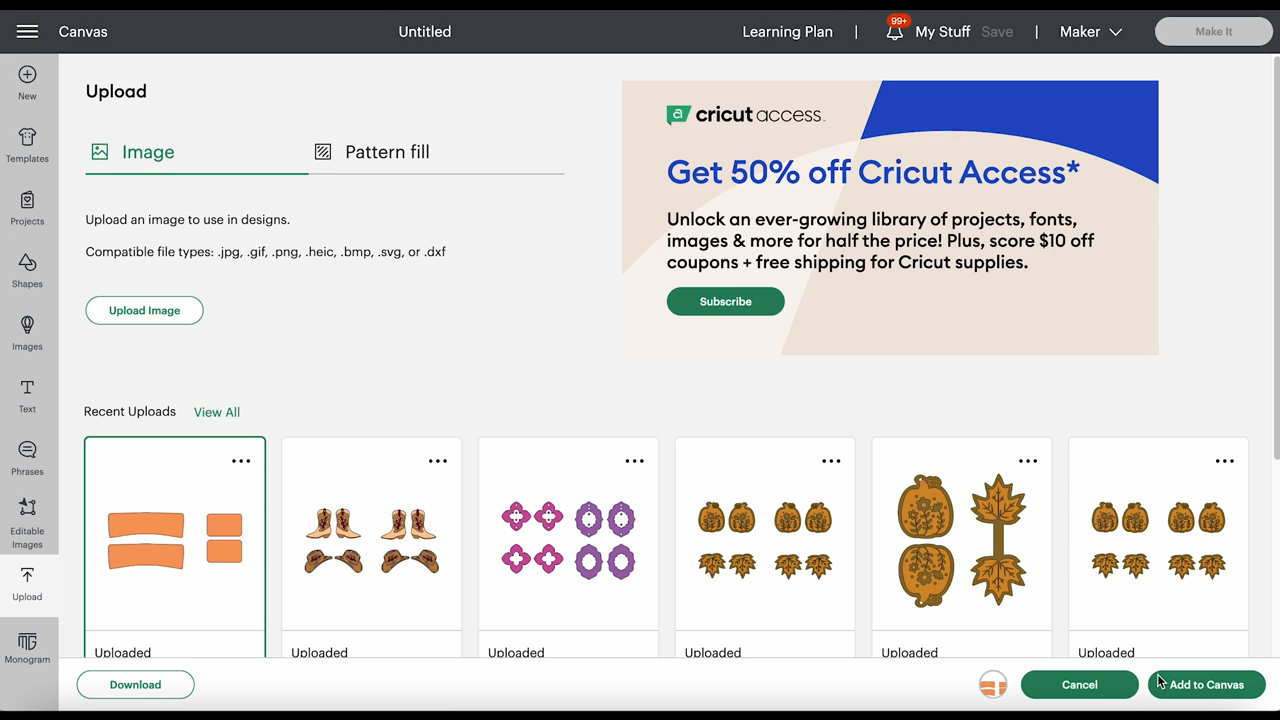 Canvas
Untitled
Learning Plan | 99+ My Stuff Save | Maker Make It
New
Templates
Projects
Shapes
Images
Text
Phrases
Editable
Images
Upload
Monogram
Upload
Image
Pattern fill
Upload an image to use in designs.
Compatible file types: .jpg, .gif, .png, .heic, .bmp, .svg, or .dxf
Upload Image
a cricut access™
Get 50% off Cricut Access*
Unlock an ever-growing library of projects, fonts,
images & more for half the price! Plus, score $10 off
coupons + free shipping for Cricut supplies.
Subscribe
Recent Uploads View All
Uploaded Uploaded Uploaded Uploaded Uploaded Uploaded
Download
Cancel
Add to Canvas